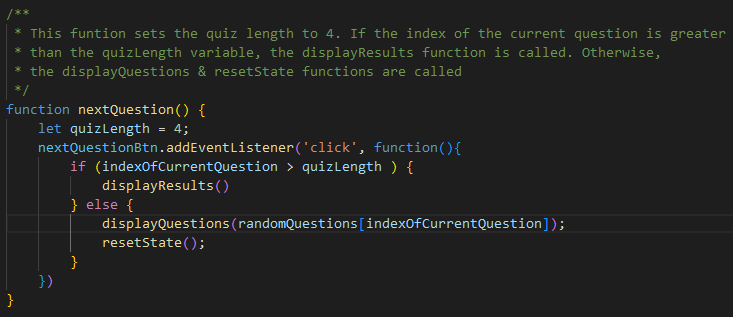 /**
 * This funtion sets the quiz length to 4. If the index of the current question is greater
 * than the quizLength variable, the displayResults function is called. Otherwise,
 * the displayQuestions & resetState functions are called
 */
function nextQuestion() {
    let quizLength = 4;
    nextQuestionBtn.addEventListener('click', function(){
        if (indexOfCurrentQuestion > quizLength ) {
            displayResults()
        } else {
            displayQuestions(randomQuestions[indexOfCurrentQuestion]);
            resetState();
        }
    })
}